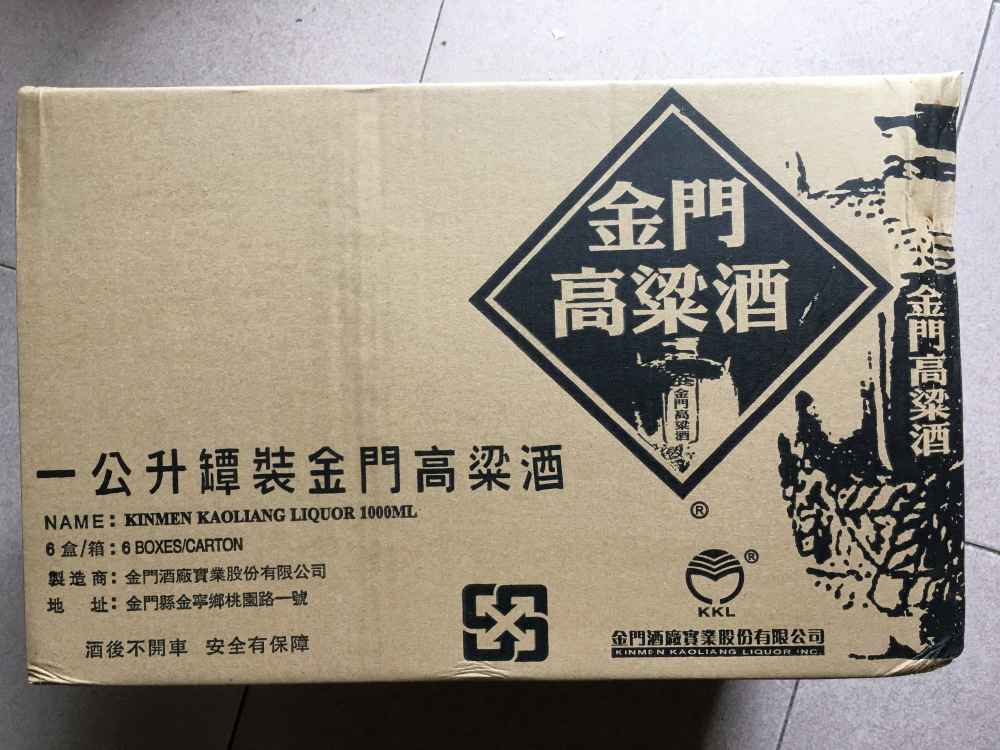 金門
高粱酒
金門高粱酒
金門高粱酒
®
一公升罈裝金門高粱酒
NAME: KINMEN KAOLIANG LIQUOR 1000ML
6盒/箱: 6 BOXES/CARTON
製造商: 金門酒廠實業股份有限公司
地 址: 金門縣金寧鄉桃園路一號
酒後不開車 安全有保障
®
KKL
金門酒廠實業股份有限公司
KINMEN KAOLIANG LIQUOR INC.